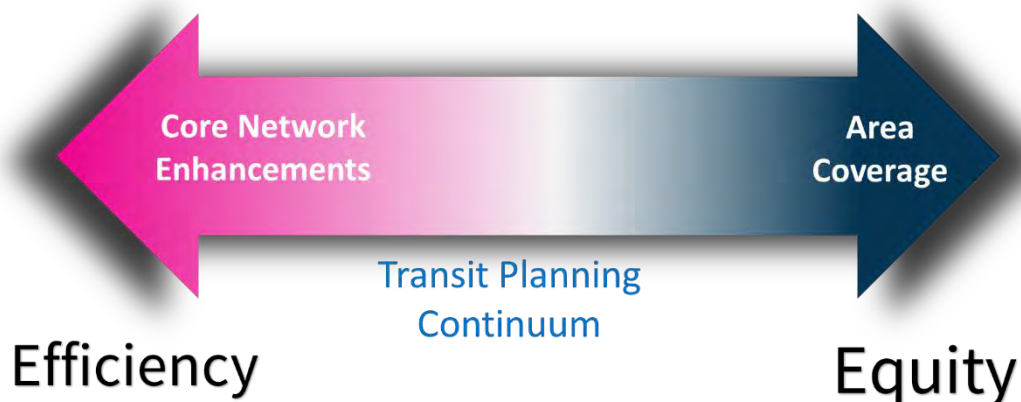 Core Network
Enhancements
Area
Coverage
Transit Planning
Continuum
Efficiency
Equity